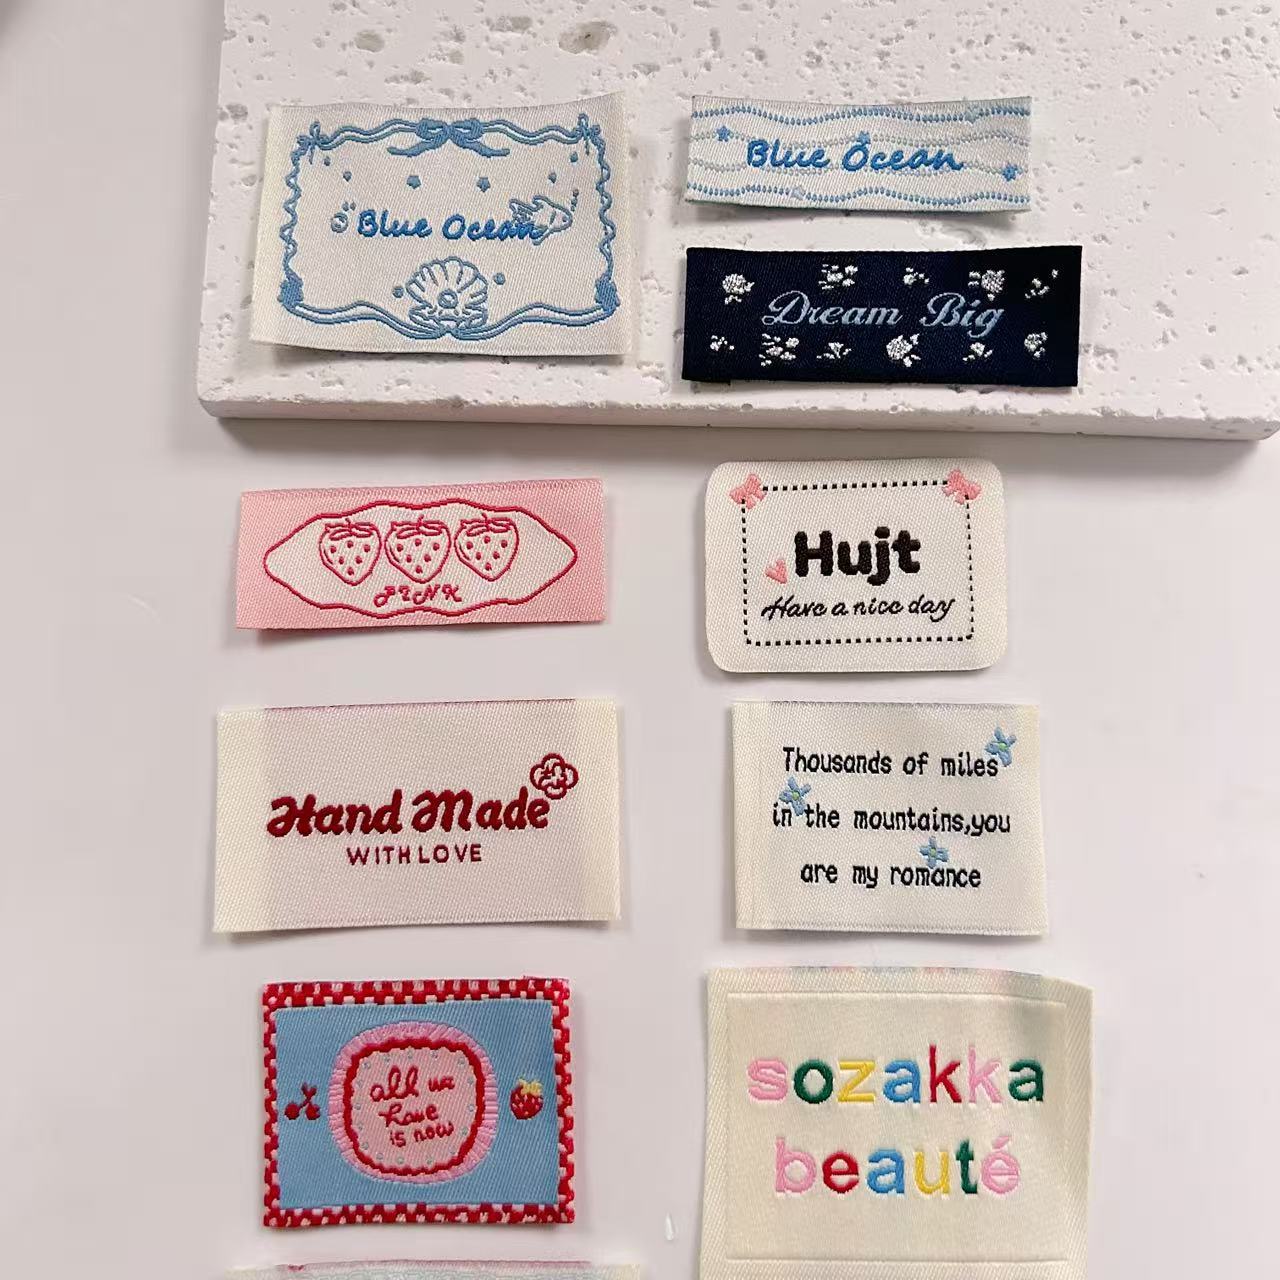 Blue Ocean
Blue Ocean
Dream Big
PINK
Hujt
Have a nice day
Hand Made
WITH LOVE
Thousands of miles
in the mountains,you
are my romance
all we
have
is now
sozakka
beauté